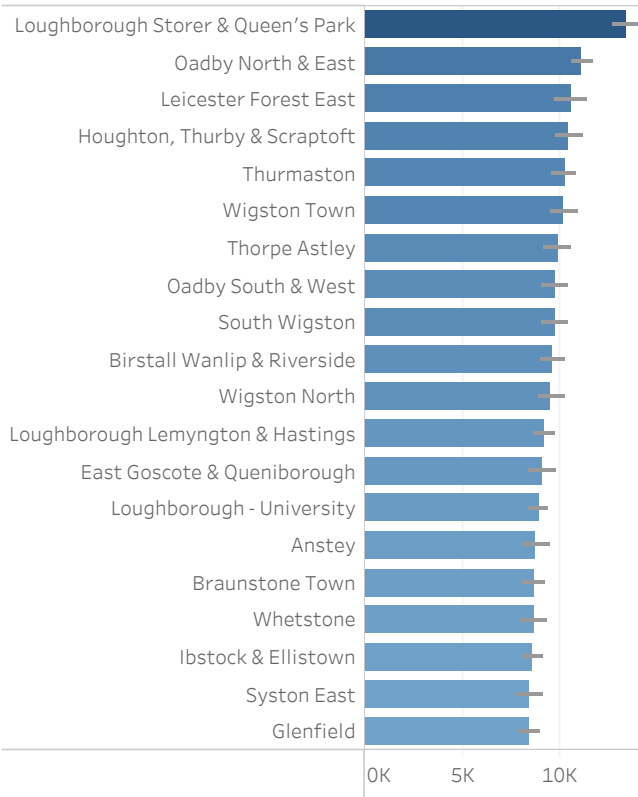 Loughborough Storer & Queen's Park
Oadby North & East
Leicester Forest East
Houghton, Thurby & Scraptoft
Thurmaston
Wigston Town
Thorpe Astley
Oadby South & West
South Wigston
Birstall Wanlip & Riverside
Wigston North
Loughborough Lemyngton & Hastings
East Goscote & Queniborough
Loughborough - University
Anstey
Braunstone Town
Whetstone
Ibstock & Ellistown
Syston East
Glenfield
0K 5K 10K